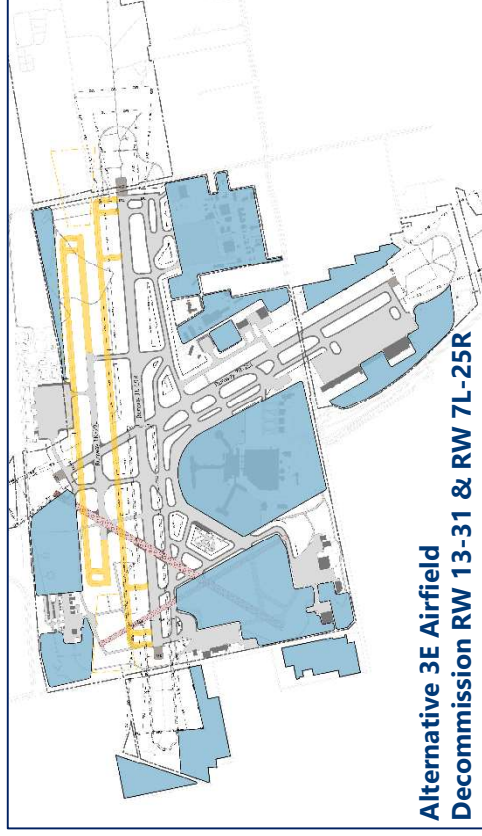 Alternative 3E Airfield
Decommission RW 13-31 & RW 7L-25R